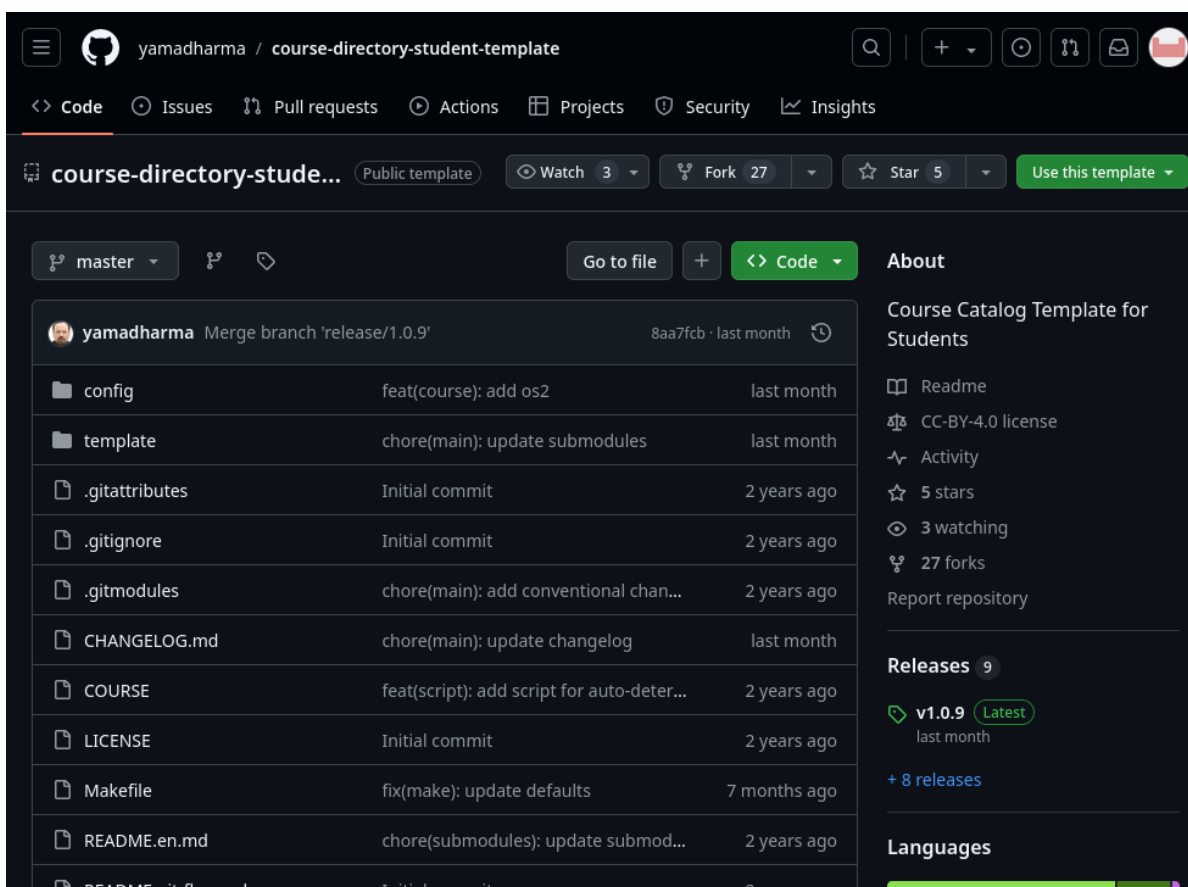 yamadharma / course-directory-student-template
Code Issues Pull requests Actions Projects Security Insights
course-directory-stude... Public template Watch 3 Fork 27 Star 5 Use this template
master Go to file + Code
yamadharma Merge branch 'release/1.0.9' 8aa7fcb · last month
config feat(course): add os2 last month
template chore(main): update submodules last month
.gitattributes Initial commit 2 years ago
.gitignore Initial commit 2 years ago
.gitmodules chore(main): add conventional chan... 2 years ago
CHANGELOG.md chore(main): update changelog last month
COURSE feat(script): add script for auto-deter... 2 years ago
LICENSE Initial commit 2 years ago
Makefile fix(make): update defaults 7 months ago
README.en.md chore(submodules): update submod... 2 years ago
About
Course Catalog Template for
Students
Readme
CC-BY-4.0 license
Activity
5 stars
3 watching
27 forks
Report repository
Releases 9
v1.0.9 Latest
last month
+ 8 releases
Languages